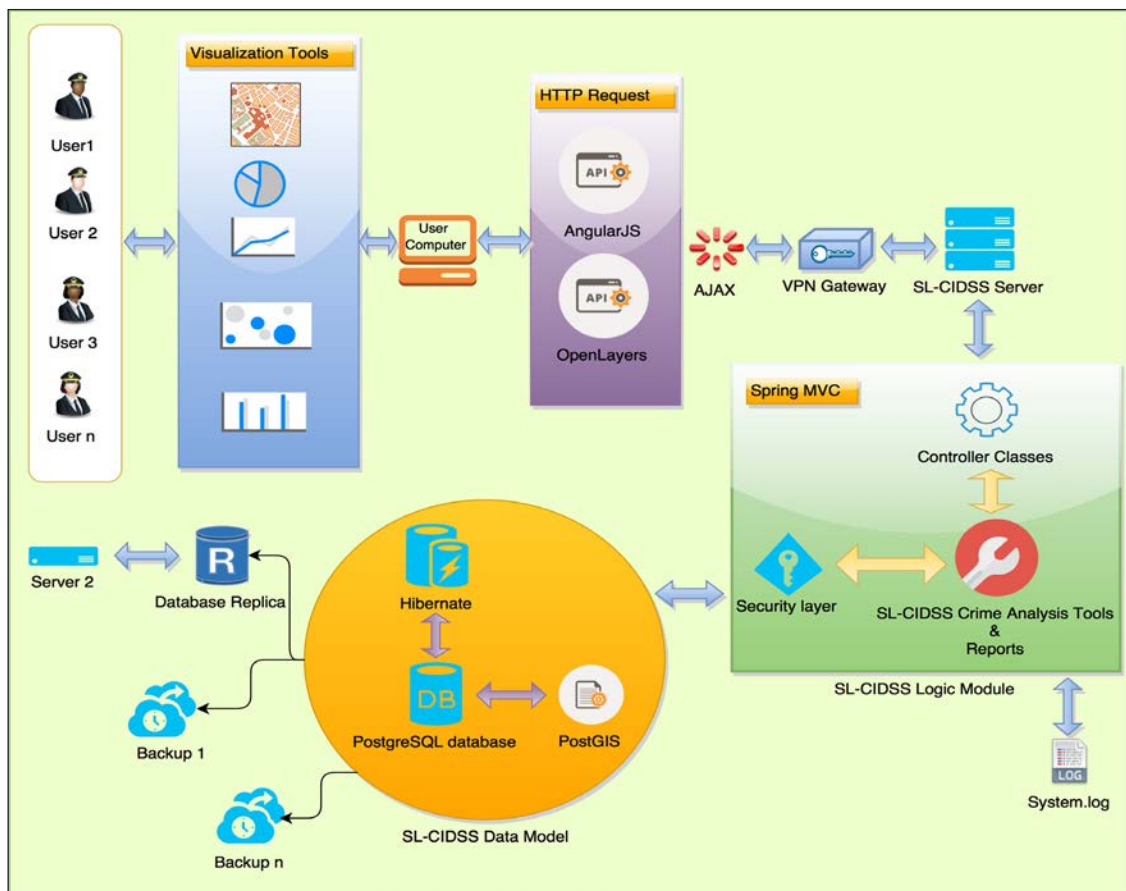 Visualization Tools
User1
User 2
User 3
User n
User
Computer
HTTP Request
API
AngularJS
API
OpenLayers
AJAX
VPN Gateway
SL-CIDSS Server
Spring MVC
Controller Classes
Security layer
SL-CIDSS Crime Analysis Tools
&
Reports
SL-CIDSS Logic Module
LOG
System.log
Server 2
R
Database Replica
Hibernate
DB
PostgreSQL database
PostGIS
Backup 1
Backup n
SL-CIDSS Data Model